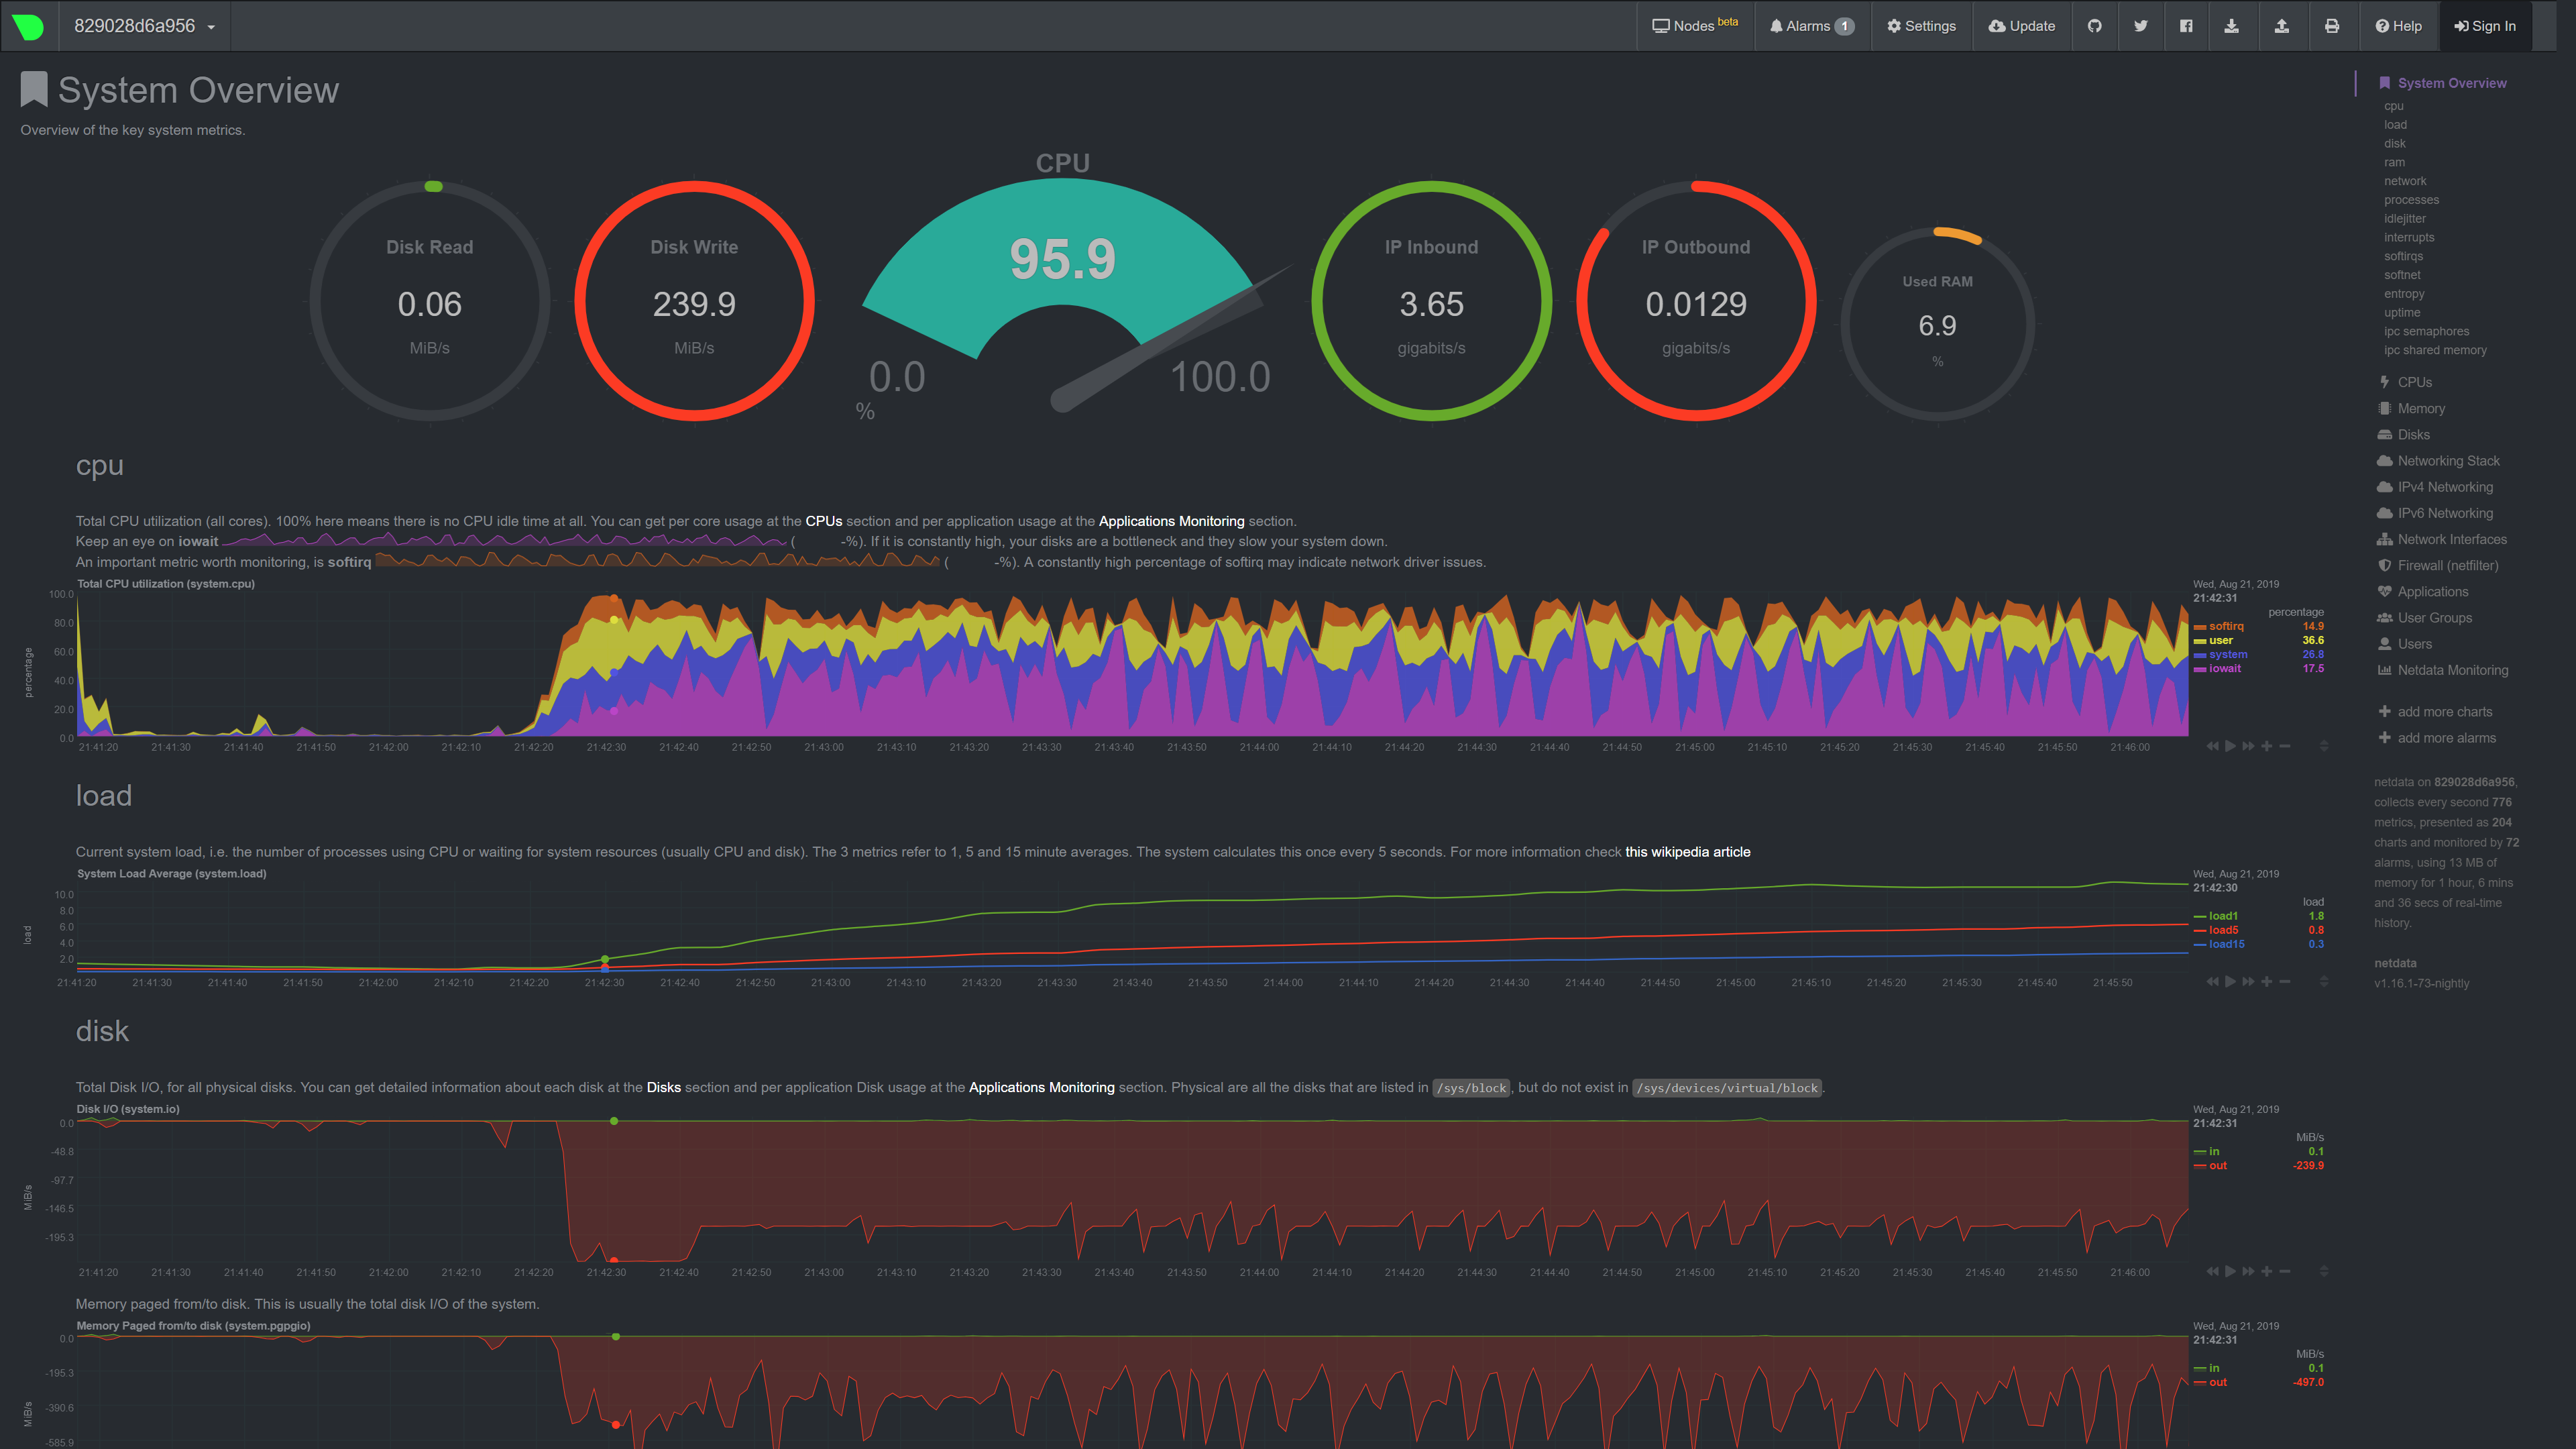 829028d6a956
Nodes beta
Alarms 1
Settings
Update
Help
Sign In
System Overview
Overview of the key system metrics.
Disk Read
0.06
MiB/s
Disk Write
239.9
MiB/s
CPU
95.9
0.0
100.0
%
IP Inbound
3.65
gigabits/s
IP Outbound
0.0129
gigabits/s
Used RAM
6.9
%
cpu
Total CPU utilization (all cores). 100% here means there is no CPU idle time at all. You can get per core usage at the CPUs section and per application usage at the Applications Monitoring section.
Keep an eye on iowait ( -%). If it is constantly high, your disks are a bottleneck and they slow your system down.
An important metric worth monitoring, is softirq ( -%). A constantly high percentage of softirq may indicate network driver issues.
Total CPU utilization (system.cpu)
percentage
100.0
80.0
60.0
40.0
20.0
0.0
21:41:20 21:41:30 21:41:40 21:41:50 21:42:00 21:42:10 21:42:20 21:42:30 21:42:40 21:42:50 21:43:00 21:43:10 21:43:20 21:43:30 21:43:40 21:43:50 21:44:00 21:44:10 21:44:20 21:44:30 21:44:40 21:44:50 21:45:00 21:45:10 21:45:20 21:45:30 21:45:40 21:45:50 21:46:00
Wed, Aug 21, 2019
21:42:31
percentage
softirq 14.9
user 36.6
system 26.8
iowait 17.5
load
Current system load, i.e. the number of processes using CPU or waiting for system resources (usually CPU and disk). The 3 metrics refer to 1, 5 and 15 minute averages. The system calculates this once every 5 seconds. For more information check this wikipedia article
System Load Average (system.load)
load
10.0
8.0
6.0
4.0
2.0
21:41:20 21:41:30 21:41:40 21:41:50 21:42:00 21:42:10 21:42:20 21:42:30 21:42:40 21:42:50 21:43:00 21:43:10 21:43:20 21:43:30 21:43:40 21:43:50 21:44:00 21:44:10 21:44:20 21:44:30 21:44:40 21:44:50 21:45:00 21:45:10 21:45:20 21:45:30 21:45:40 21:45:50
Wed, Aug 21, 2019
21:42:30
load
load1 1.8
load5 0.8
load15 0.3
disk
Total Disk I/O, for all physical disks. You can get detailed information about each disk at the Disks section and per application Disk usage at the Applications Monitoring section. Physical are all the disks that are listed in /sys/block, but do not exist in /sys/devices/virtual/block.
Disk I/O (system.io)
MiB/s
0.0
-48.8
-97.7
-146.5
-195.3
21:41:20 21:41:30 21:41:40 21:41:50 21:42:00 21:42:10 21:42:20 21:42:30 21:42:40 21:42:50 21:43:00 21:43:10 21:43:20 21:43:30 21:43:40 21:43:50 21:44:00 21:44:10 21:44:20 21:44:30 21:44:40 21:44:50 21:45:00 21:45:10 21:45:20 21:45:30 21:45:40 21:45:50 21:46:00
Wed, Aug 21, 2019
21:42:31
MiB/s
in 0.1
out -239.9
Memory paged from/to disk. This is usually the total disk I/O of the system.
Memory Paged from/to disk (system.pgpgio)
MiB/s
0.0
-195.3
-390.6
-585.9
Wed, Aug 21, 2019
21:42:31
MiB/s
in 0.1
out -497.0
System Overview
cpu
load
disk
ram
network
processes
idlejitter
interrupts
softirqs
softnet
entropy
uptime
ipc semaphores
ipc shared memory
CPUs
Memory
Disks
Networking Stack
IPv4 Networking
IPv6 Networking
Network Interfaces
Firewall (netfilter)
Applications
User Groups
Users
Netdata Monitoring
add more charts
add more alarms
netdata on 829028d6a956,
collects every second 776
metrics, presented as 204
charts and monitored by 72
alarms, using 13 MB of
memory for 1 hour, 6 mins
and 36 secs of real-time
history.
netdata
v1.16.1-73-nightly